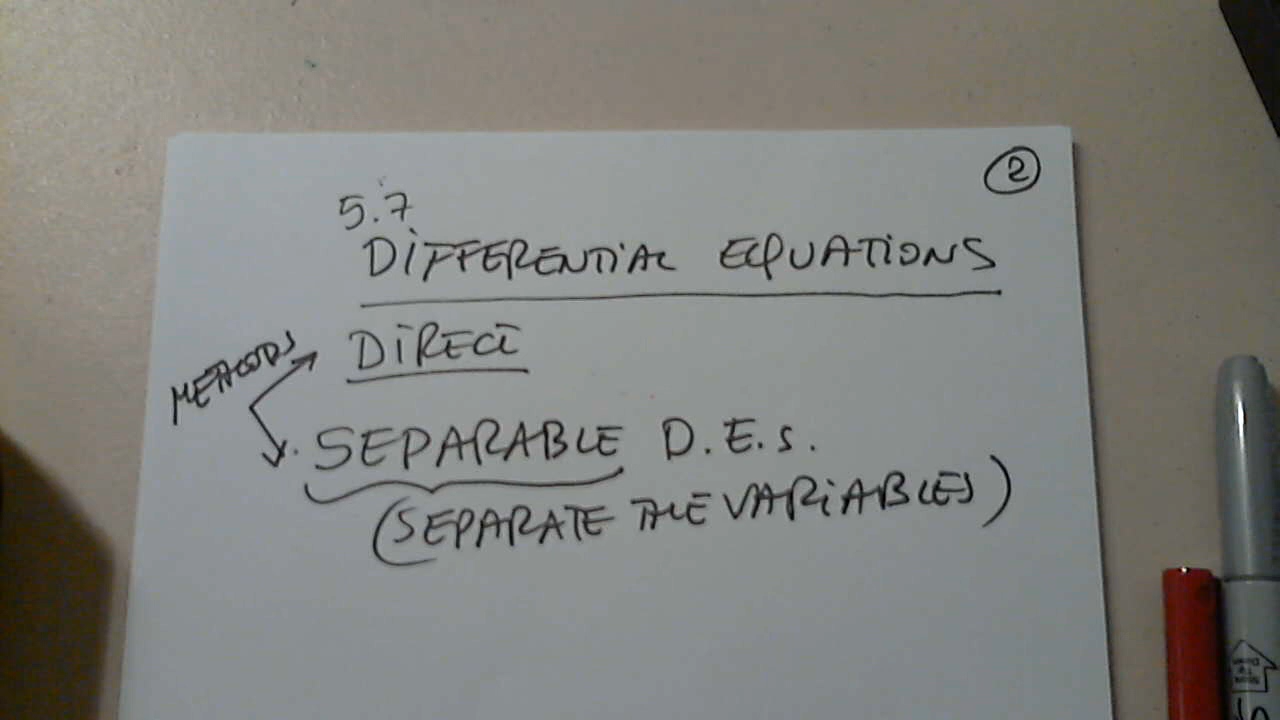 2
5.7
DIFFERENTIAL EQUATIONS
DIRECT
METHODS
SEPARABLE D.E.s.
(SEPARATE THE VARIABLES)